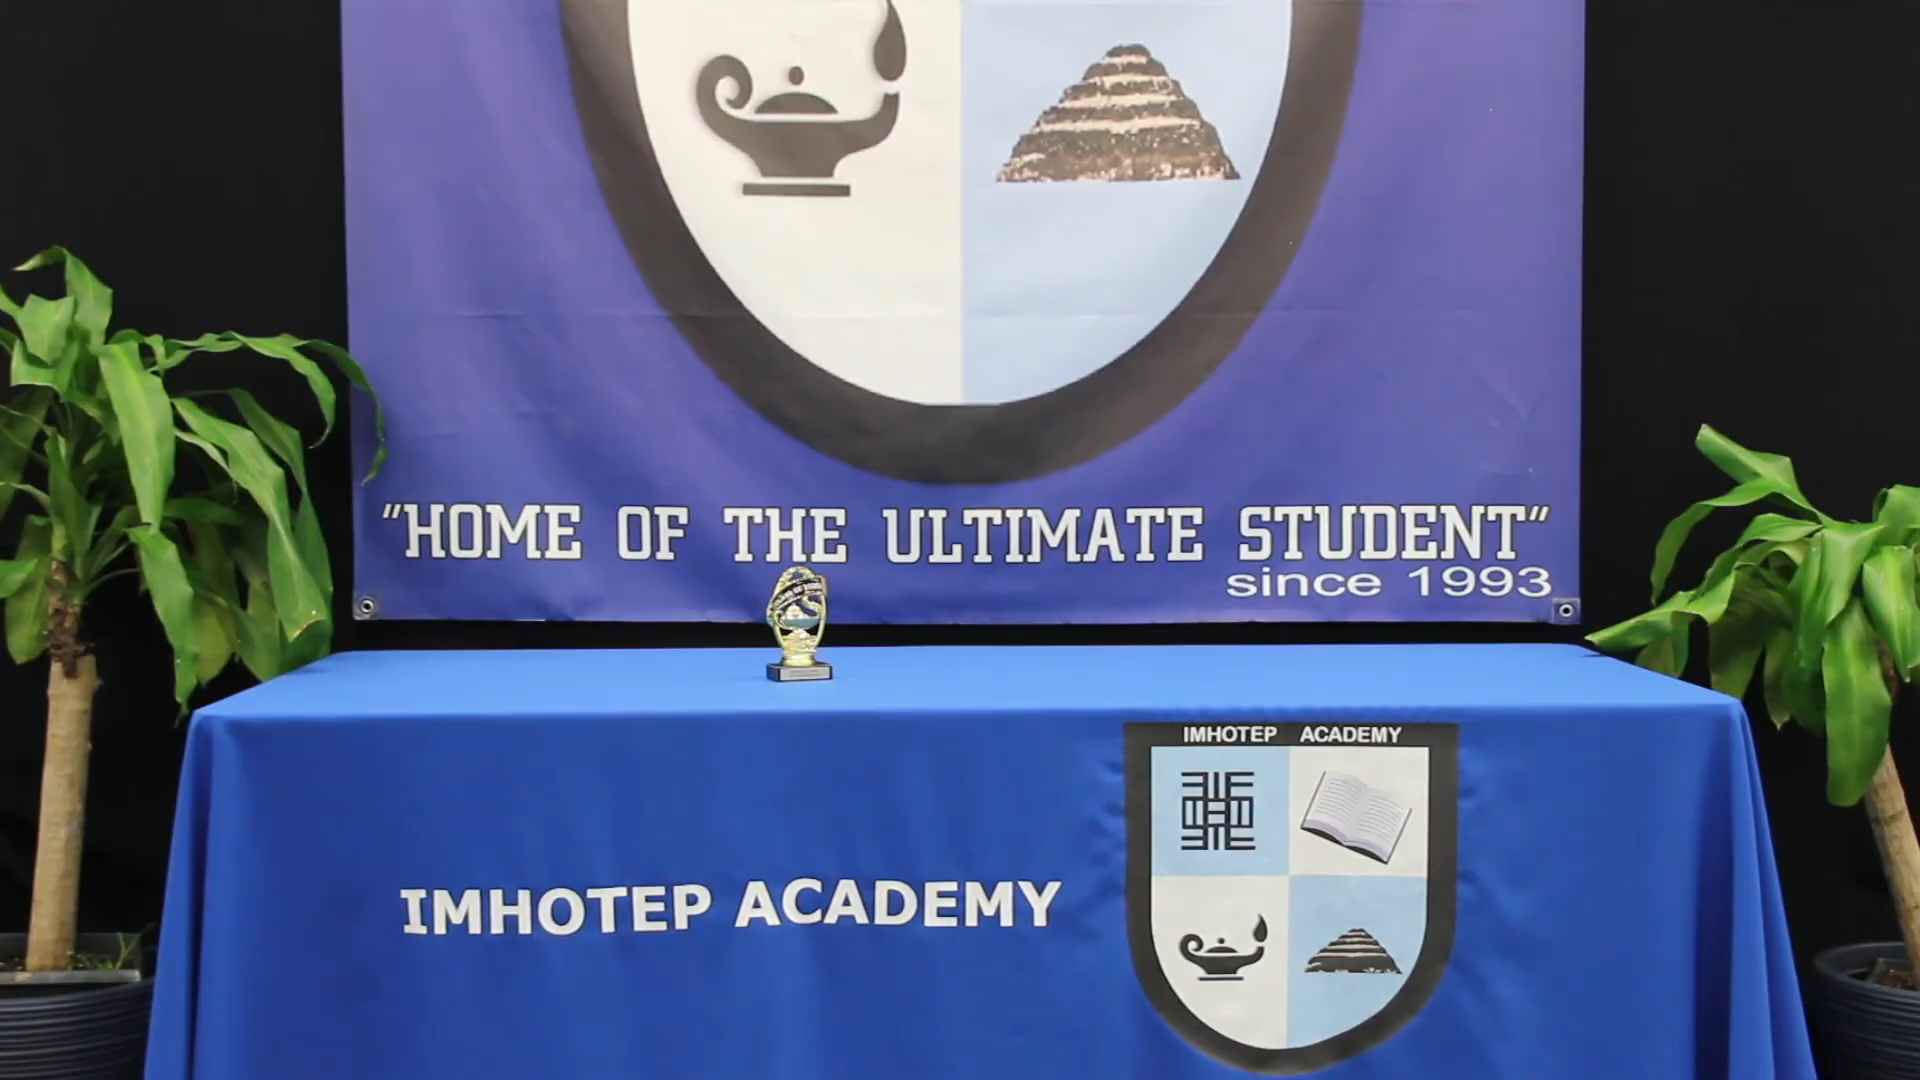 "HOME OF THE ULTIMATE STUDENT"
since 1993
IMHOTEP ACADEMY
IMHOTEP ACADEMY